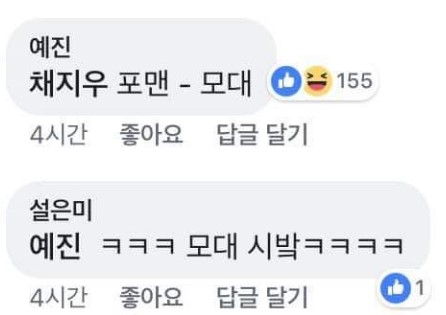 예진
채지우 포맨 - 모대
155
4시간 좋아요 답글 달기
설은미
예진 ㅋㅋㅋ 모대 시밬ㅋㅋㅋㅋ
1
4시간 좋아요 답글 달기